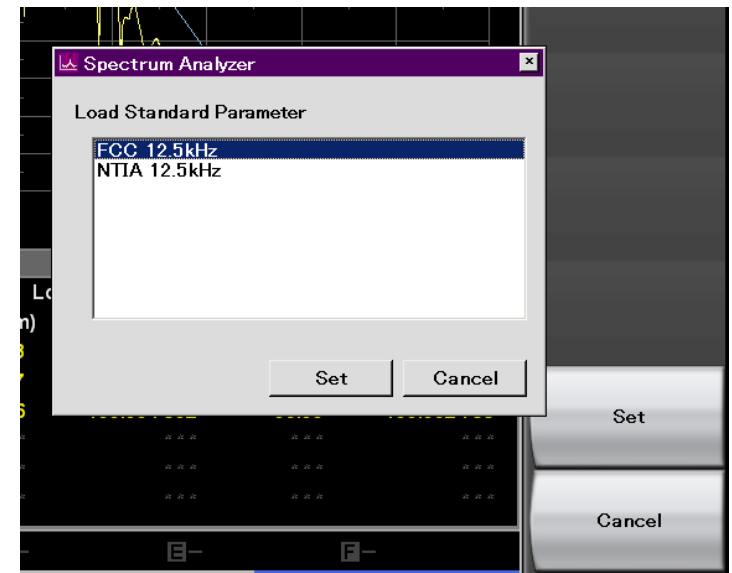 Spectrum Analyzer
Load Standard Parameter
FCC 12.5kHz
NTIA 12.5kHz
Set Cancel
Set
Cancel
***  ***  ***
***  ***  ***
***  ***  ***
E-  F-